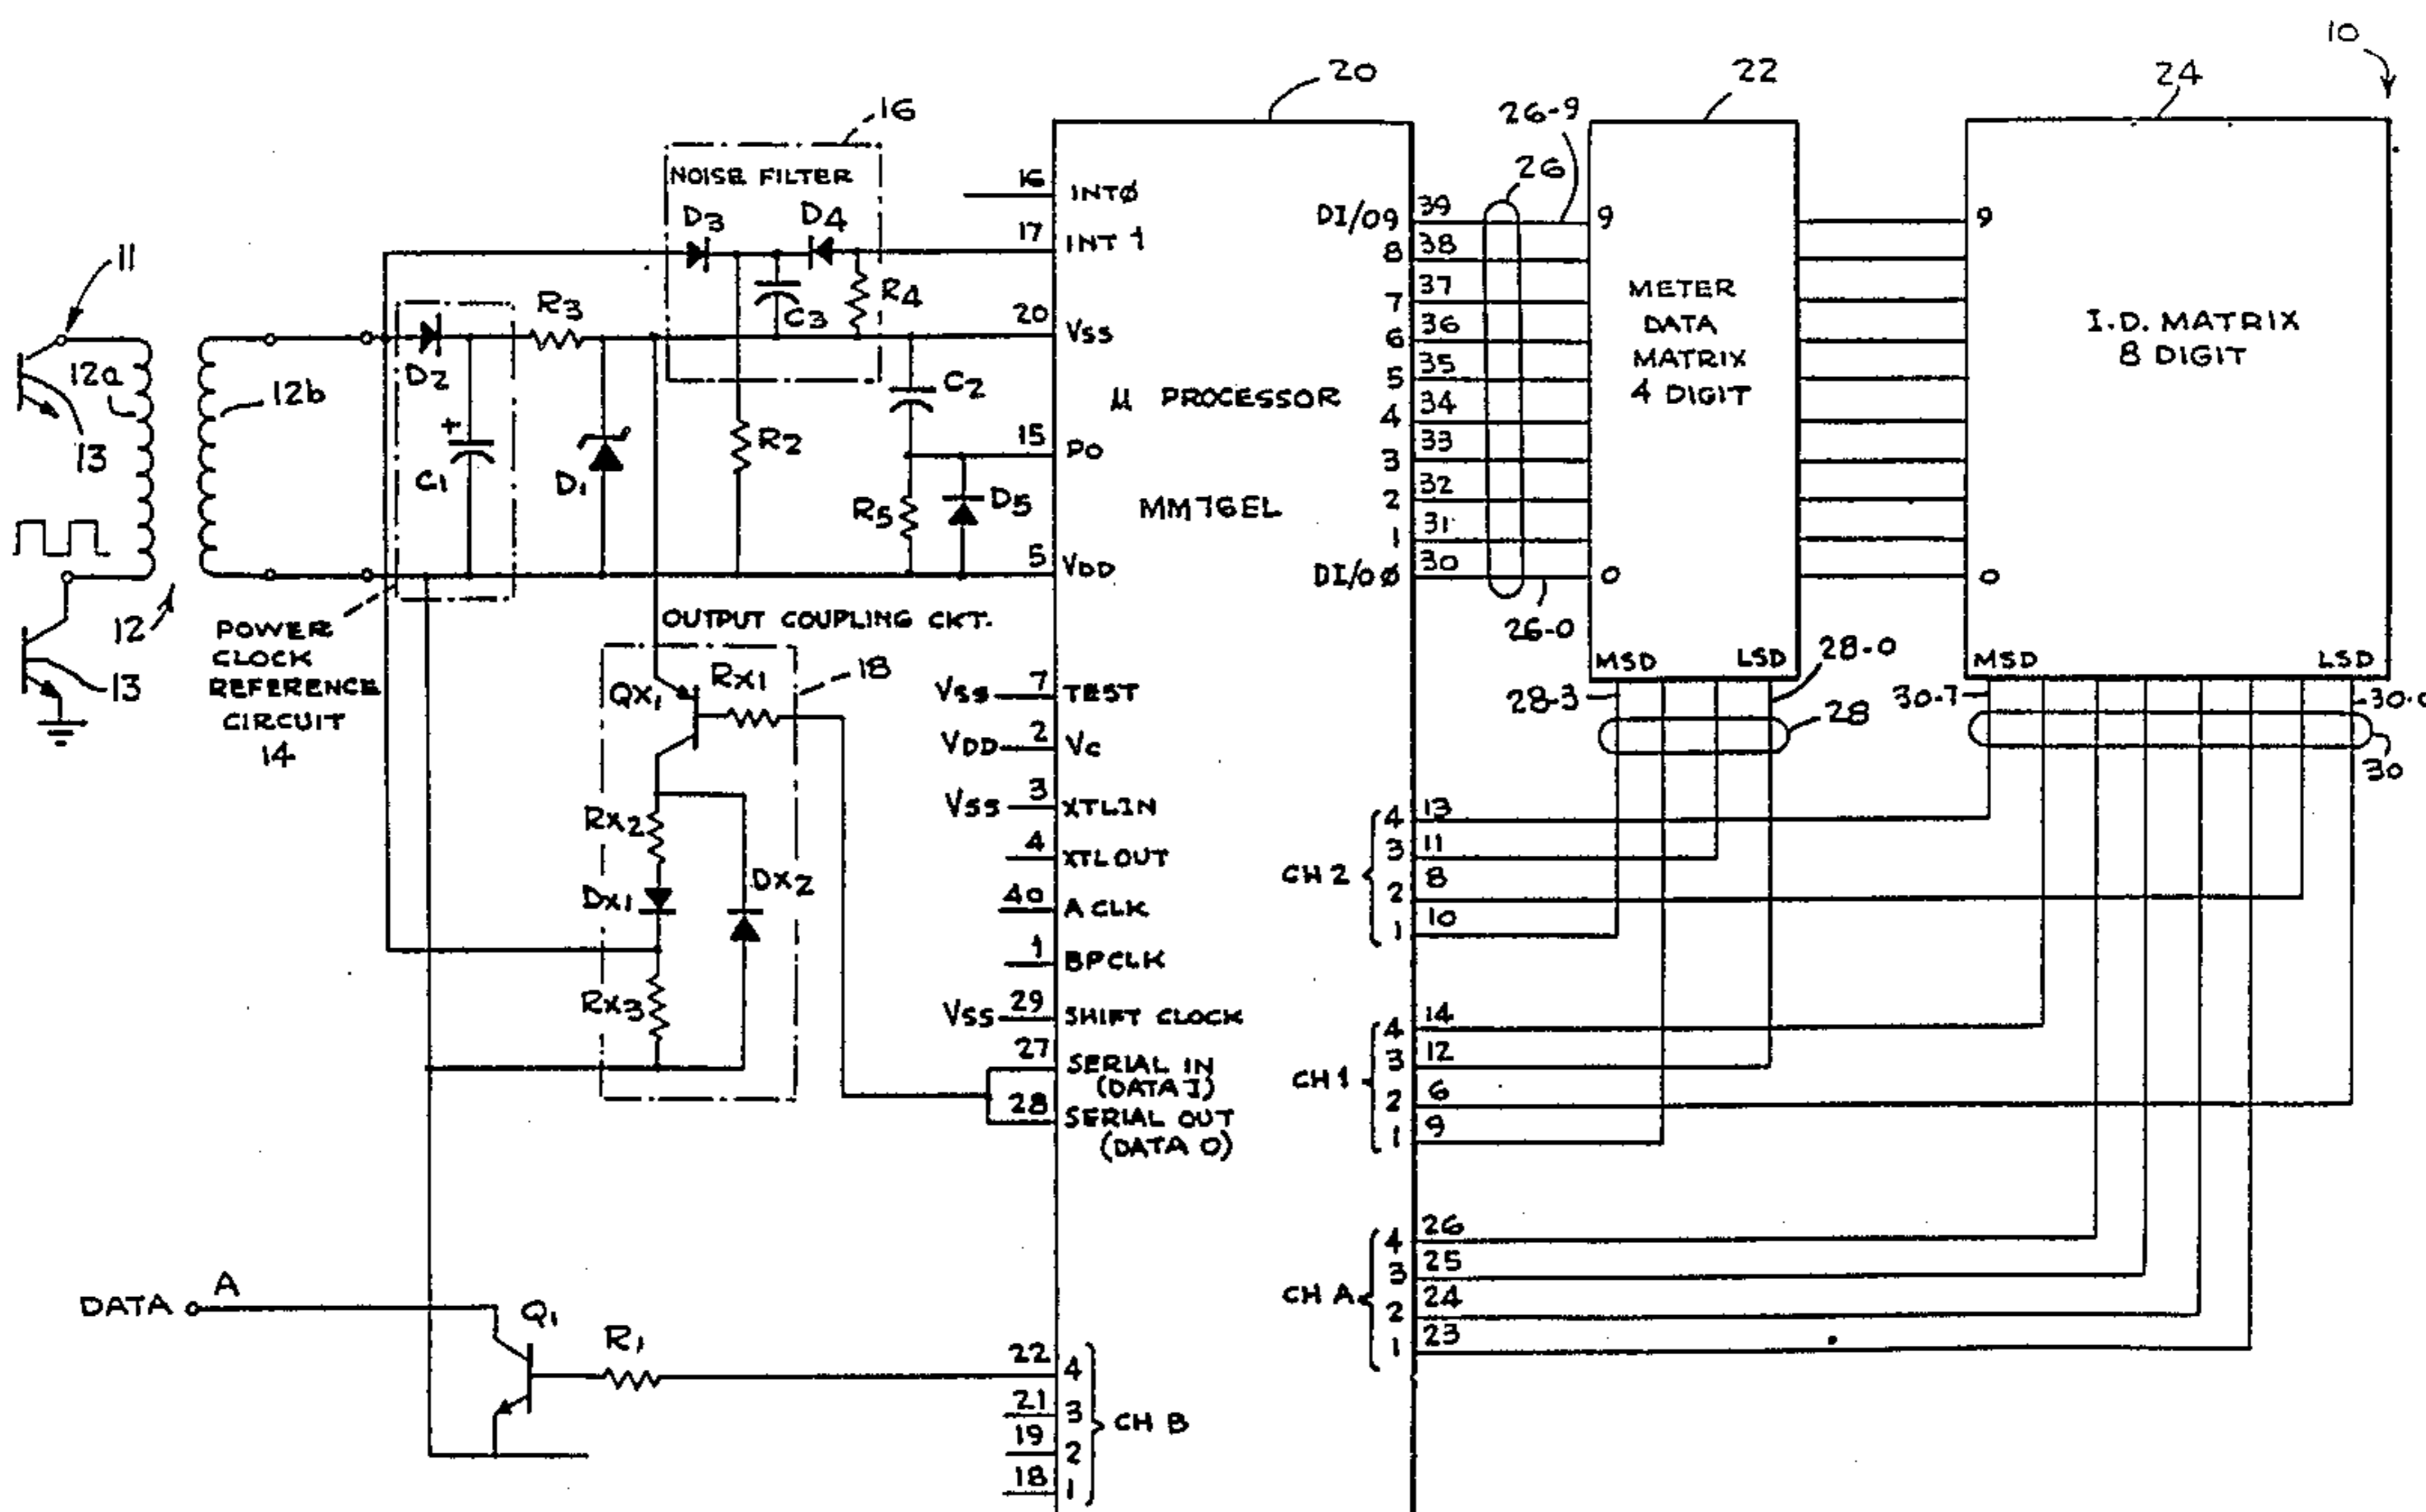 10
11
12a
13
13
12
12b
POWER
CLOCK
REFERENCE
CIRCUIT
14
D2
C1
+
R3
D1
16
NOISE FILTER
D3
D4
C3
R4
R2
C2
R5
D5
OUTPUT COUPLING CKT.
18
QX1
RX1
RX2
DX1
DX2
RX3
DATA
A
Q1
R1
20
16 INTØ
17 INT 1
20 VSS
15 PO
5 VDD
µ PROCESSOR
MM76EL
VSS 7 TEST
VDD 2 VC
VSS 3 XTLIN
4 XTLOUT
40 A CLK
1 BPCLK
VSS 29 SHIFT CLOCK
27 SERIAL IN
(DATA I)
28 SERIAL OUT
(DATA O)
22 4
21 3
19 2
18 1
CH B
DI/O9 39
8 38
7 37
6 36
5 35
4 34
3 33
2 32
1 31
DI/OØ 30
26-9
26
26-0
22
9
METER
DATA
MATRIX
4 DIGIT
0
MSD LSD
28-3
28-0
28
24
9
I.D. MATRIX
8 DIGIT
0
MSD LSD
30-7
30-0
30
CH 2
4 13
3 11
2 8
1 10
CH 1
4 14
3 12
2 6
1 9
CH A
4 26
3 25
2 24
1 23